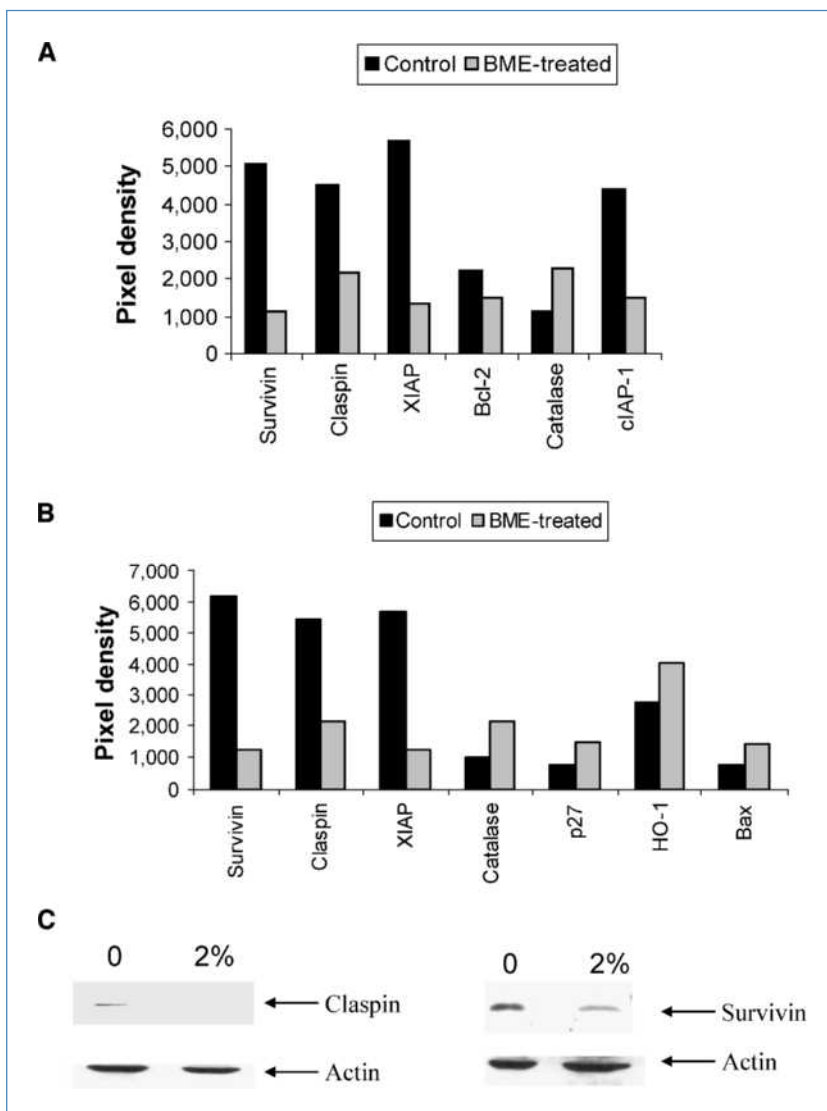 A
Control BME-treated
Pixel density
6,000
5,000
4,000
3,000
2,000
1,000
0
Survivin
Claspin
XIAP
Bcl-2
Catalase
cIAP-1
B
Control BME-treated
Pixel density
7,000
6,000
5,000
4,000
3,000
2,000
1,000
0
Survivin
Claspin
XIAP
Catalase
p27
HO-1
Bax
C
0 2%
Claspin
Actin
0 2%
Survivin
Actin